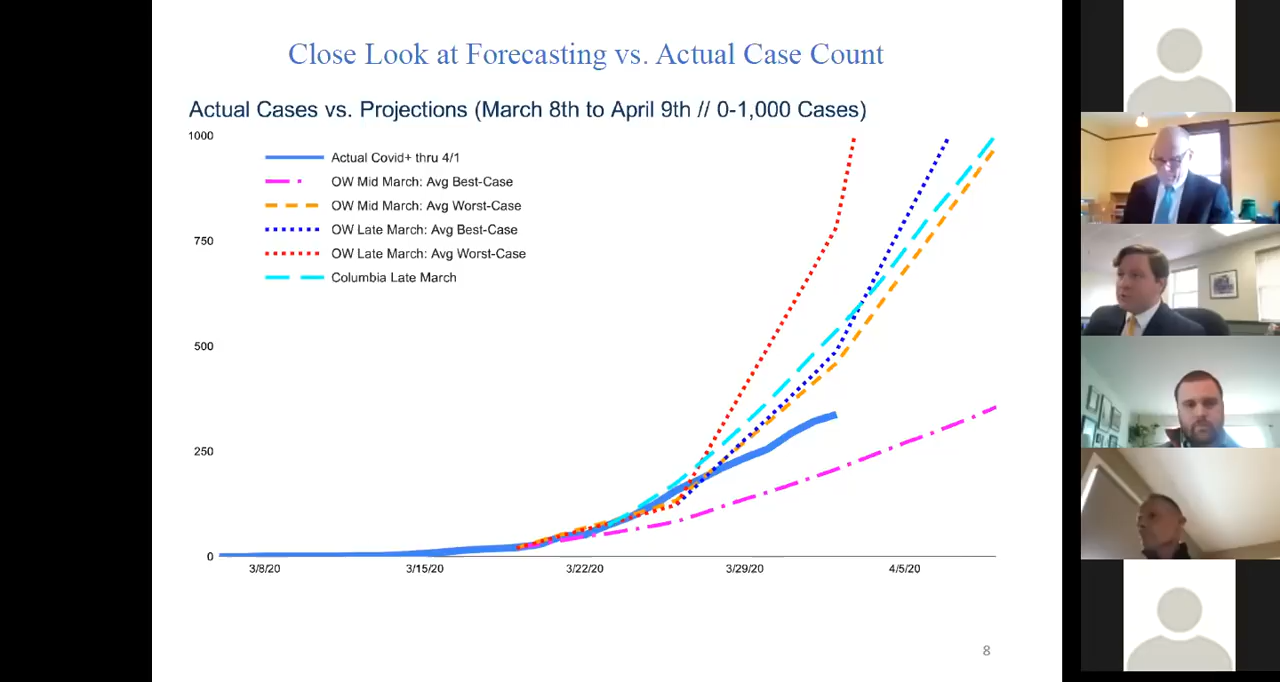 Close Look at Forecasting vs. Actual Case Count
Actual Cases vs. Projections (March 8th to April 9th // 0-1,000 Cases)
1000
Actual Covid+ thru 4/1
OW Mid March: Avg Best-Case
OW Mid March: Avg Worst-Case
OW Late March: Avg Best-Case
OW Late March: Avg Worst-Case
Columbia Late March
750
500
250
0
3/8/20 3/15/20 3/22/20 3/29/20 4/5/20
8